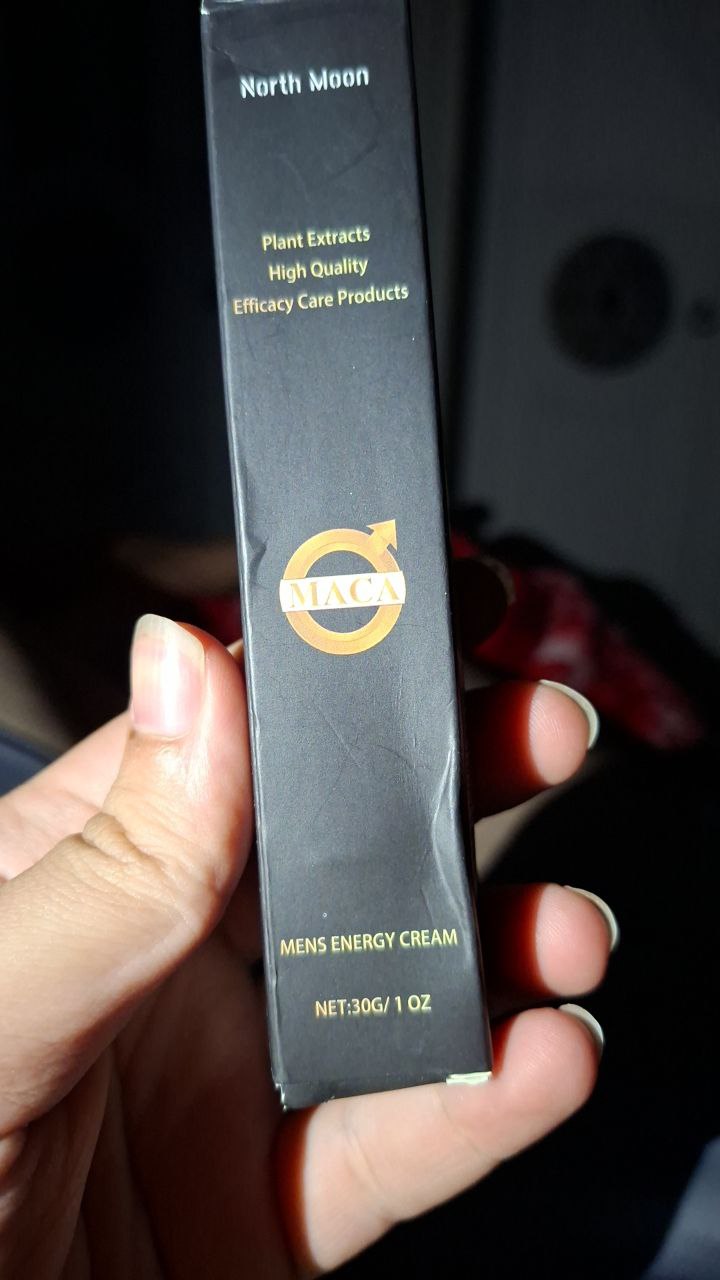 North Moon
Plant Extracts
High Quality
Efficacy Care Products
MACA
MENS ENERGY CREAM
NET:30G/ 1 OZ